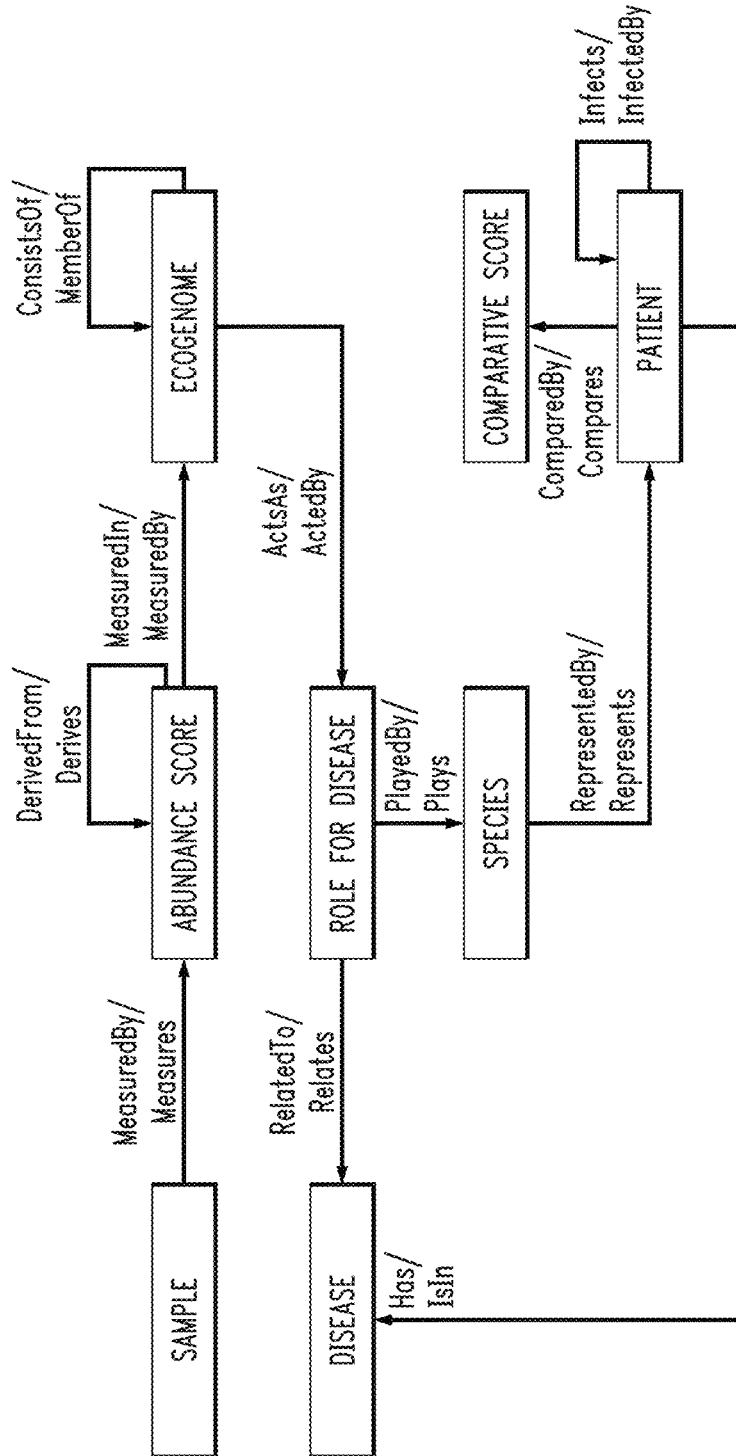 DerivedFrom/
Derives
ConsistsOf/
MemberOf
SAMPLE
MeasuredBy/
Measures
ABUNDANCE SCORE
MeasuredIn/
MeasuredBy
ECOGENOME
ActsAs/
ActedBy
DISEASE
RelatedTo/
Relates
ROLE FOR DISEASE
PlayedBy/
Plays
SPECIES
COMPARATIVE SCORE
ComparedBy/
Compares
Infects/
InfectedBy
Has/
IsIn
RepresentedBy/
Represents
PATIENT